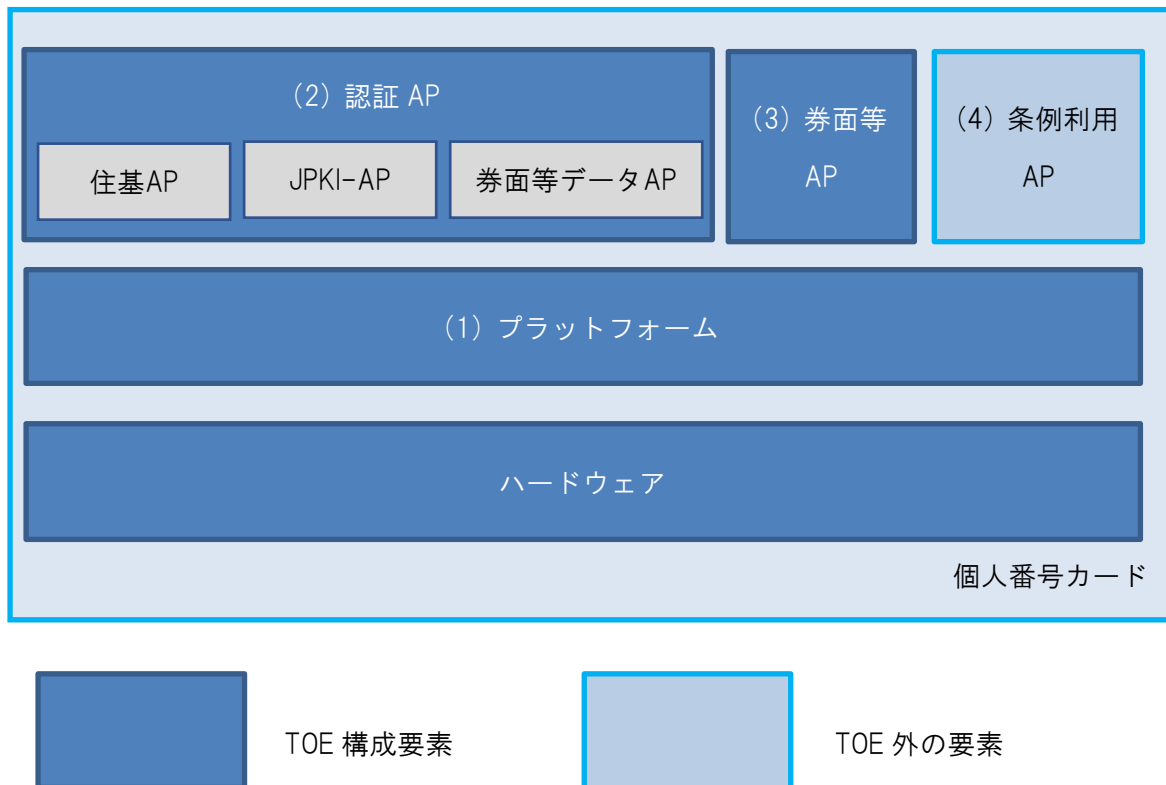 （2）認証 AP
住基AP
JPKI-AP
券面等データAP
（3）券面等
AP
（4）条例利用
AP
（1）プラットフォーム
ハードウェア
個人番号カード
TOE 構成要素
TOE 外の要素